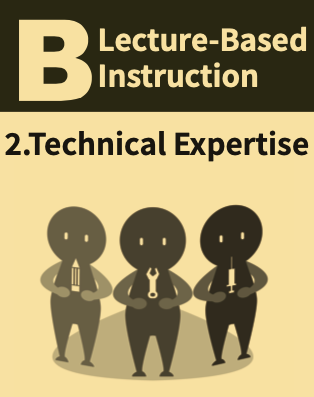 B
Lecture-Based
Instruction
2.Technical Expertise